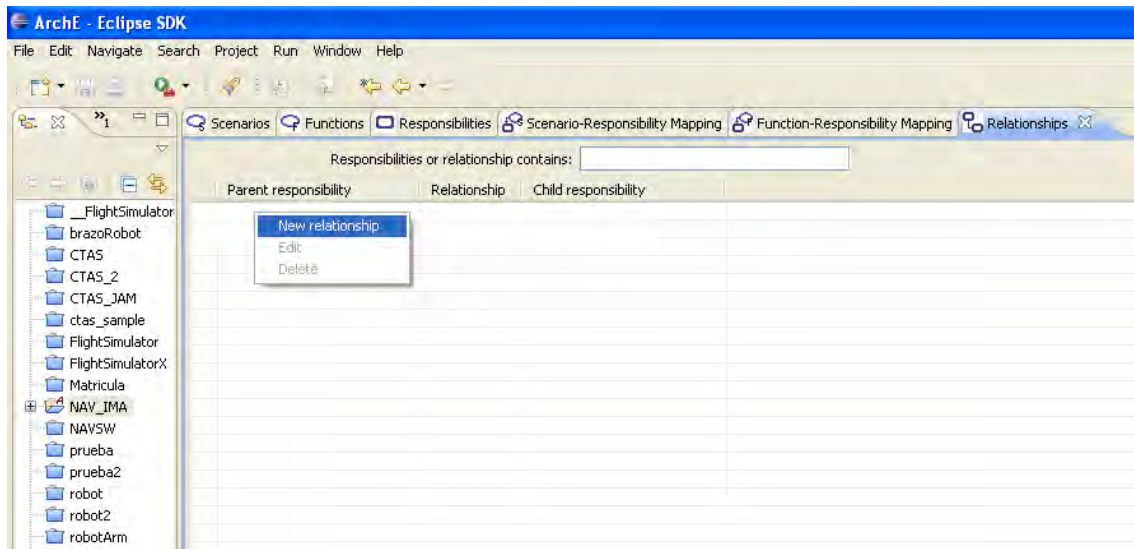 ArchE - Eclipse SDK
File Edit Navigate Search Project Run Window Help
»1 Scenarios Functions Responsibilities Scenario-Responsibility Mapping Function-Responsibility Mapping Relationships
Responsibilities or relationship contains:
Parent responsibility Relationship Child responsibility
__FlightSimulator
New relationship
brazoRobot
Edit
CTAS
Delete
CTAS_2
CTAS_JAM
ctas_sample
FlightSimulator
FlightSimulatorX
Matricula
NAV_IMA
NAVSW
prueba
prueba2
robot
robot2
robotArm